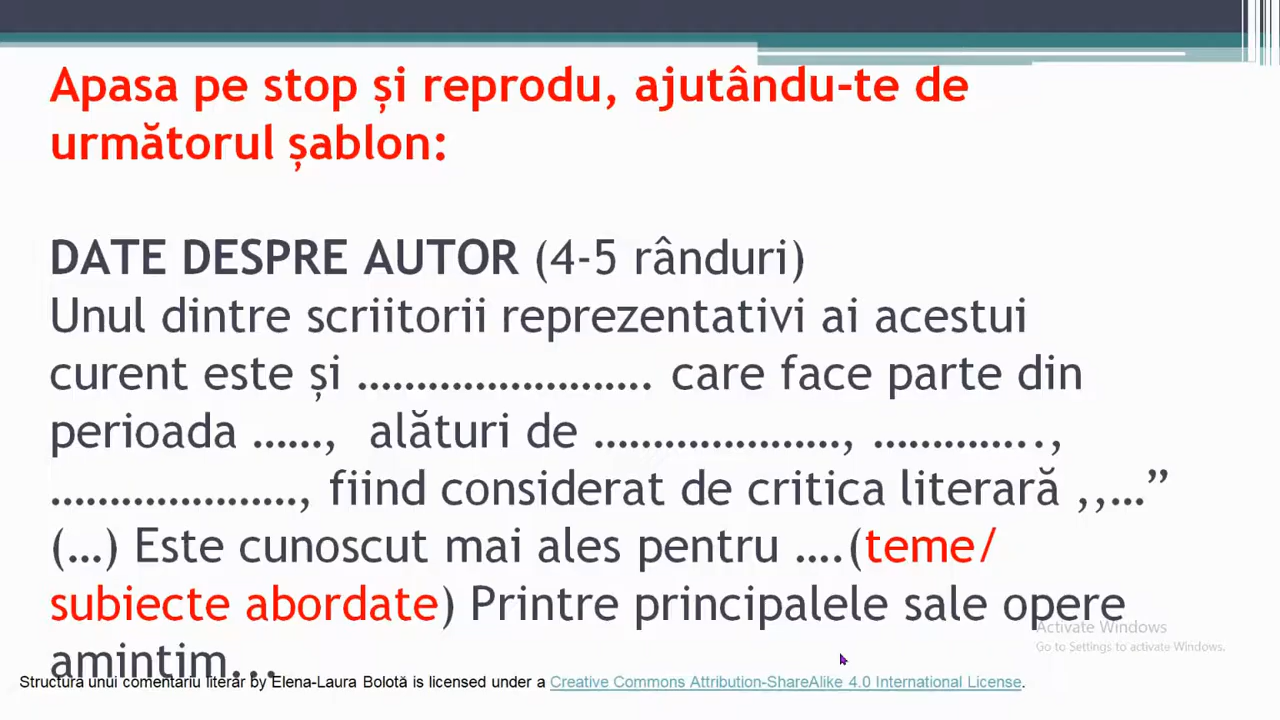 Apasa pe stop și reprodu, ajutându-te de
următorul șablon:
DATE DESPRE AUTOR (4-5 rânduri)
Unul dintre scriitorii reprezentativi ai acestui
curent este și ……………………. care face parte din
perioada ……, alături de ……………………, …………..,
……………………, fiind considerat de critica literară ,,…”
(…) Este cunoscut mai ales pentru ….(teme/
subiecte abordate) Printre principalele sale opere
amintim...
Activate Windows
Go to Settings to activate Windows.
Structura unui comentariu literar by Elena-Laura Bolotă is licensed under a Creative Commons Attribution-ShareAlike 4.0 International License.